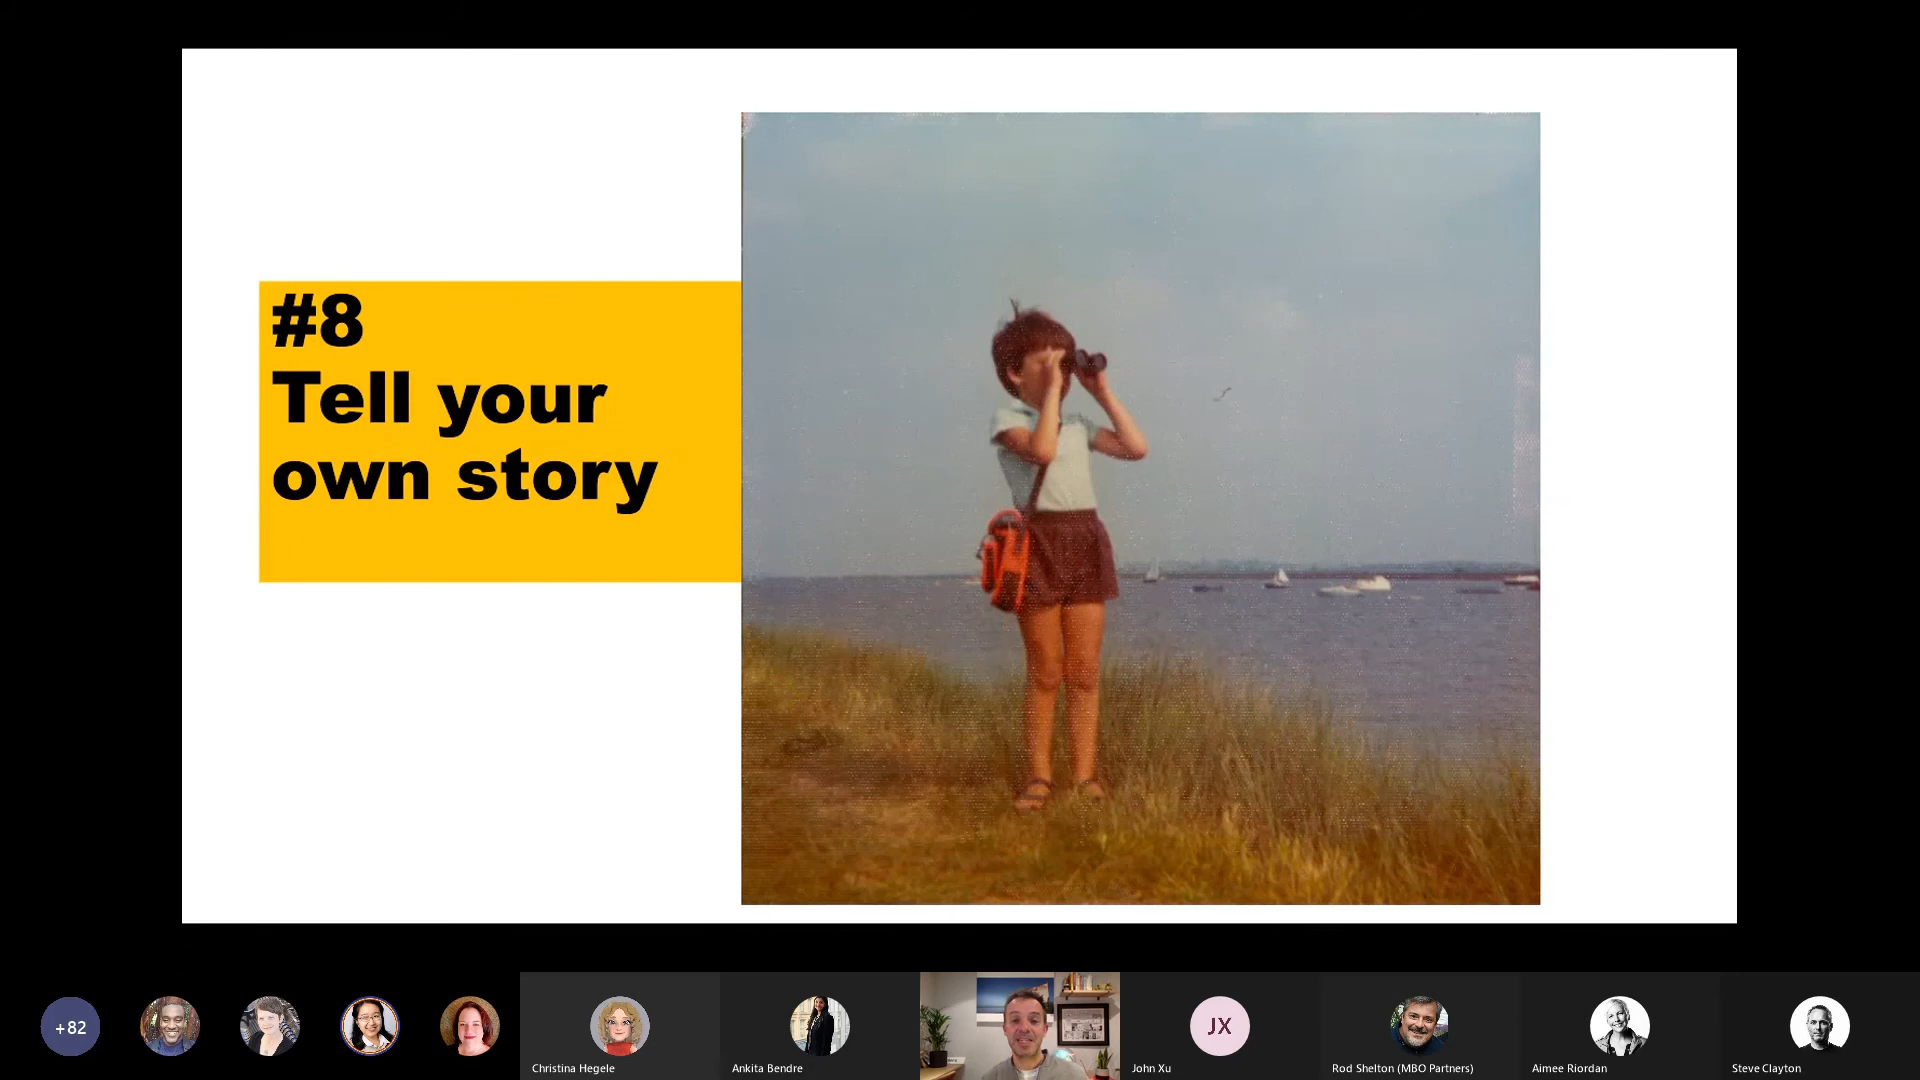 #8
Tell your
own story
+82
Christina Hegele
Ankita Bendre
JX
John Xu
Rod Shelton (MBO Partners)
Aimee Riordan
Steve Clayton